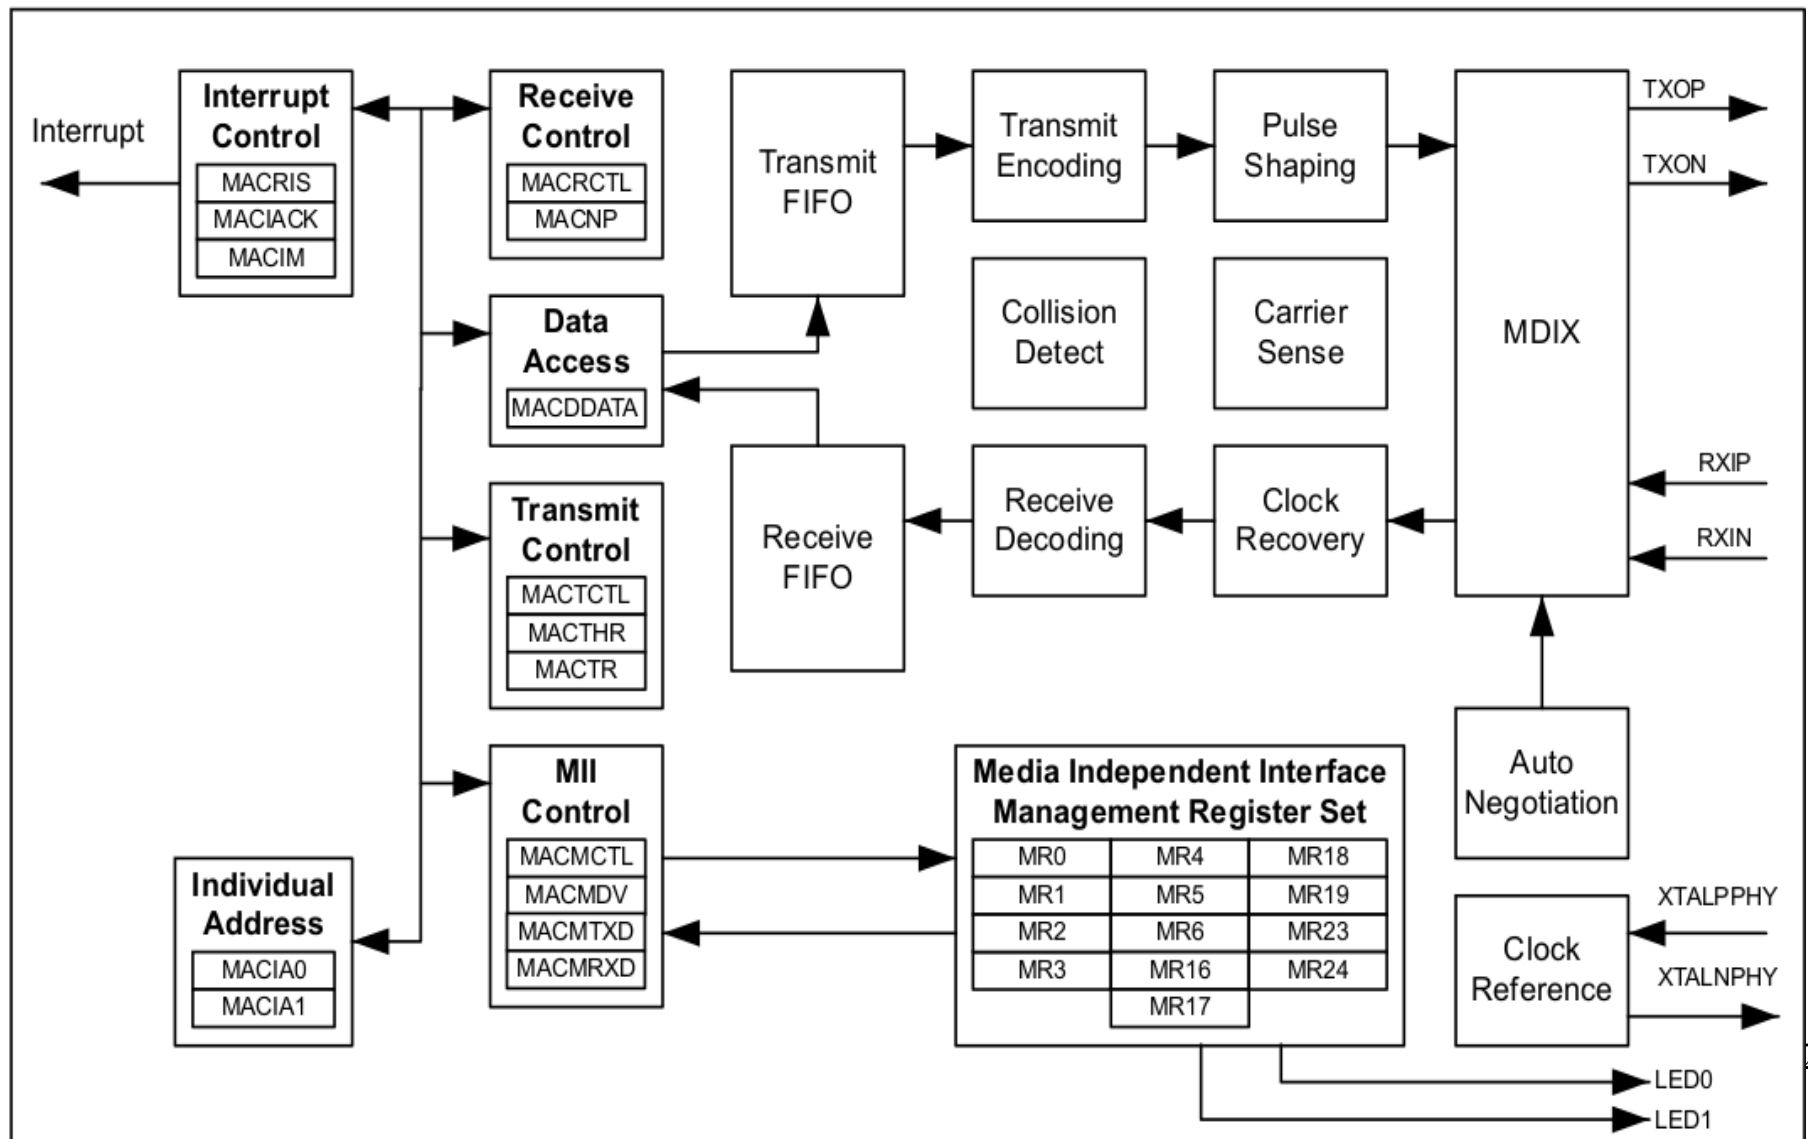 Interrupt
Interrupt
Control
MACRIS
MACIACK
MACIM
Receive
Control
MACRCTL
MACNP
Data
Access
MACDDATA
Transmit
Control
MACTCTL
MACTHR
MACTR
MII
Control
MACMCTL
MACMDV
MACMTXD
MACMRXD
Individual
Address
MACIA0
MACIA1
Transmit
FIFO
Transmit
Encoding
Pulse
Shaping
Collision
Detect
Carrier
Sense
MDIX
TXOP
TXON
RXIP
RXIN
Receive
FIFO
Receive
Decoding
Clock
Recovery
Auto
Negotiation
Media Independent Interface
Management Register Set
MR0 MR4 MR18
MR1 MR5 MR19
MR2 MR6 MR23
MR3 MR16 MR24
MR17
Clock
Reference
XTALPPHY
XTALNPHY
LED0
LED1